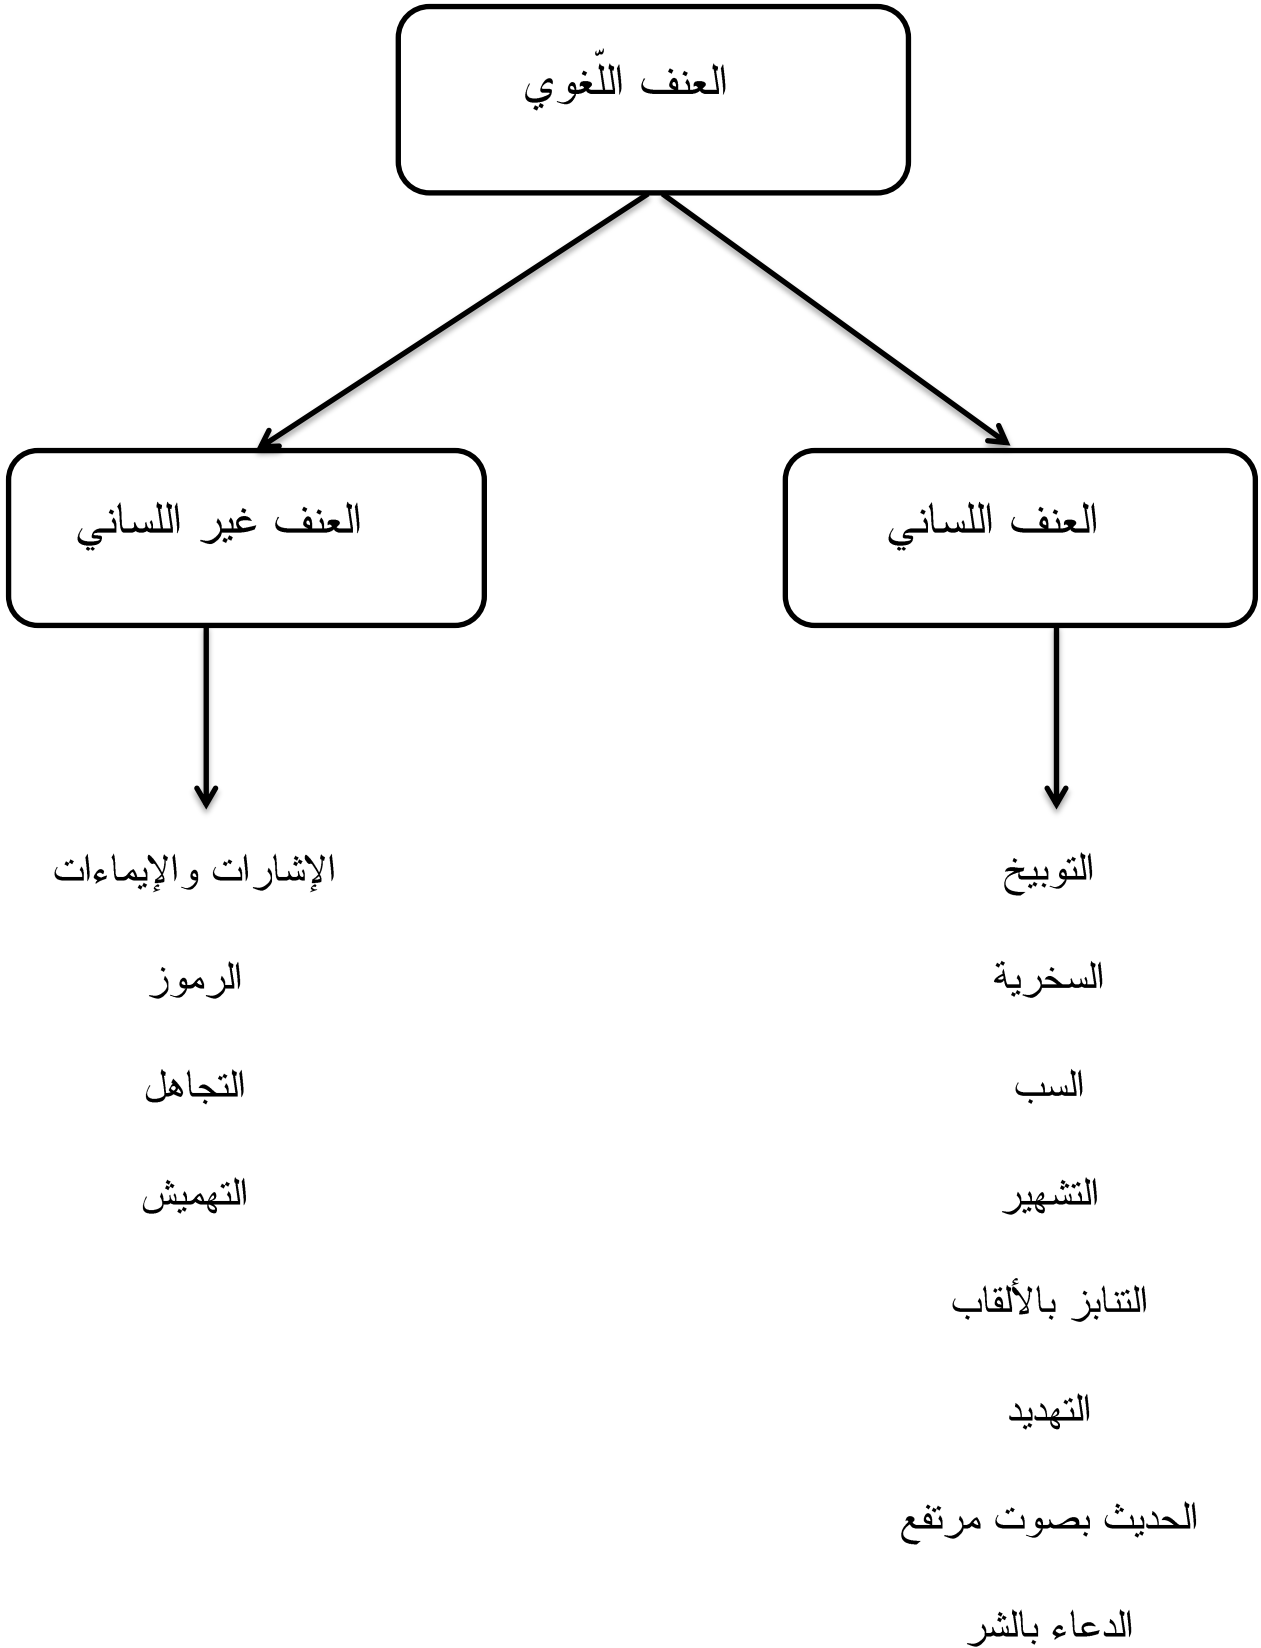 العنف اللّغوي
العنف اللساني
العنف غير اللساني
التوبيخ
السخرية
السب
التشهير
التنابز بالألقاب
التهديد
الحديث بصوت مرتفع
الدعاء بالشر
الإشارات والإيماءات
الرموز
التجاهل
التهميش